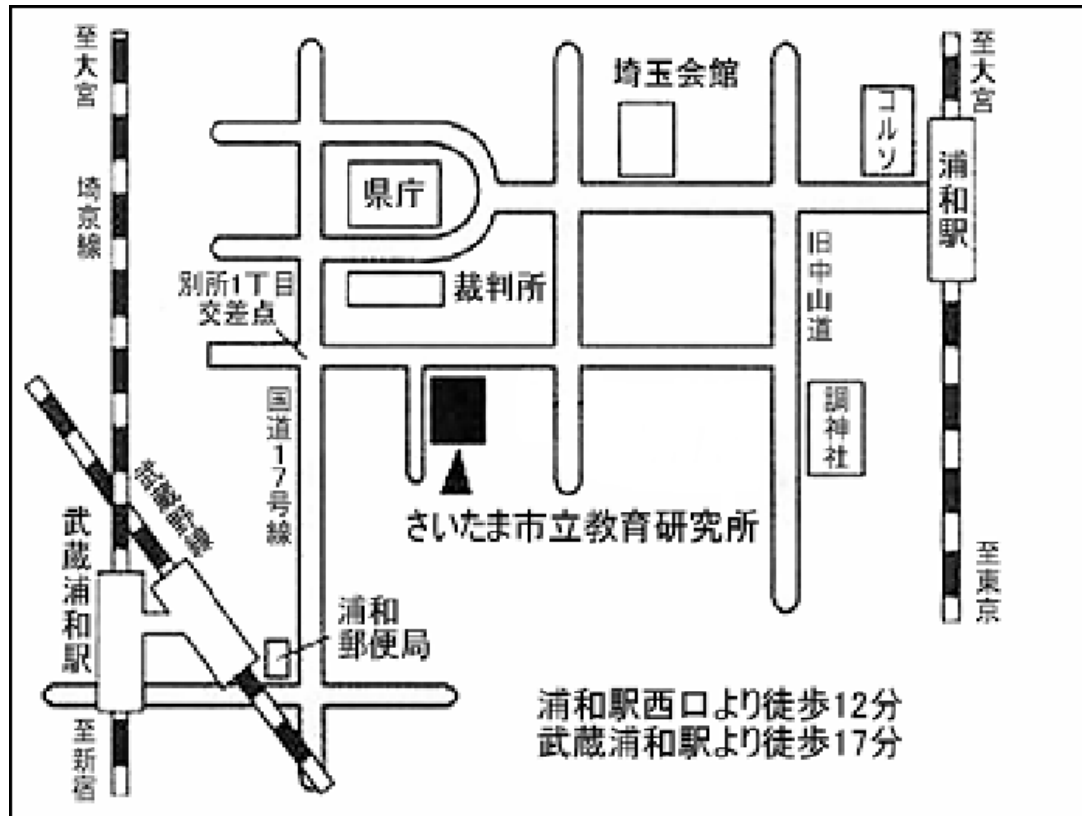 至大宮
埼京線
武蔵野線
武蔵浦和駅
至新宿
県庁
裁判所
別所1丁目
交差点
国道17号線
浦和
郵便局
埼玉会館
コルソ
至大宮
浦和駅
旧中山道
調神社
至東京
さいたま市立教育研究所
浦和駅西口より徒歩12分
武蔵浦和駅より徒歩17分